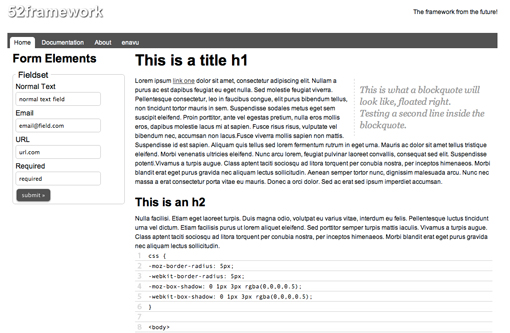 52framework
The framework from the future!
Home Documentation About enavu
Form Elements
Fieldset
Normal Text
normal text field
Email
email@field.com
URL
url.com
Required
required
submit »
This is a title h1
Lorem ipsum link one dolor sit amet, consectetur adipiscing elit. Nullam a
purus ac est dapibus feugiat eu eget nulla. Sed molestie feugiat viverra.
Pellentesque consectetur, leo in faucibus congue, elit purus bibendum tellus,
non tincidunt tortor mauris in sem. Suspendisse sodales metus eget sem
suscipit eleifend. Proin porttitor, ante vel egestas pretium, nulla eros mollis
eros, dapibus molestie lacus mi at sapien. Fusce risus risus, vulputate vel
bibendum nec, accumsan non lacus.Fusce viverra mollis sapien non mattis.
This is what a blockquote will
look like, floated right.
Testing a second line inside the
blockquote.
Suspendisse id est sapien. Aliquam quis tellus sed lorem fermentum rutrum in eget urna. Mauris ac dolor sit amet tellus tristique
eleifend. Morbi venenatis ultricies eleifend. Nunc arcu lorem, feugiat pulvinar laoreet convallis, consequat sed elit. Suspendisse
potenti.Vivamus a turpis augue. Class aptent taciti sociosqu ad litora torquent per conubia nostra, per inceptos himenaeos. Morbi
blandit erat eget purus gravida nec aliquam lectus sollicitudin. Aenean semper tortor nunc, dignissim malesuada arcu. Nunc nec
massa a erat consectetur porta vitae eu mauris. Donec a orci dolor. Sed ac erat sed ipsum imperdiet accumsan.
This is an h2
Nulla facilisi. Etiam eget laoreet turpis. Duis magna odio, volutpat eu varius vitae, interdum eu felis. Pellentesque luctus tincidunt
urna vel dictum. Etiam facilisis purus ut lorem aliquet eleifend. Sed porttitor semper turpis mattis iaculis. Vivamus a turpis augue.
Class aptent taciti sociosqu ad litora torquent per conubia nostra, per inceptos himenaeos. Morbi blandit erat eget purus gravida
nec aliquam lectus sollicitudin.
1 css {
2 -moz-border-radius: 5px;
3 -webkit-border-radius: 5px;
4 -moz-box-shadow: 0 1px 3px rgba(0,0,0,0.5);
5 -webkit-box-shadow: 0 1px 3px rgba(0,0,0,0.5);
6 }
7
8 <body>